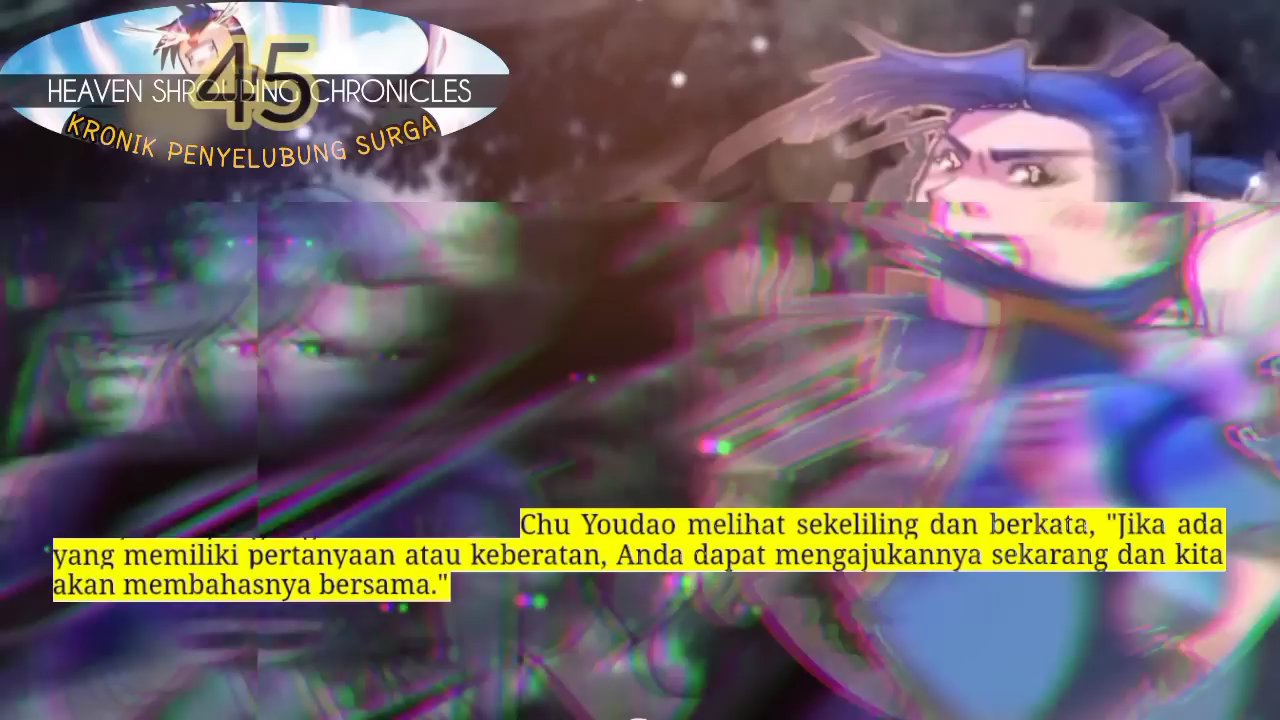 45
HEAVEN SHROUDING CHRONICLES
KRONIK PENYELUBUNG SURGA
Chu Youdao melihat sekeliling dan berkata, "Jika ada
yang memiliki pertanyaan atau keberatan, Anda dapat mengajukannya sekarang dan kita
akan membahasnya bersama."